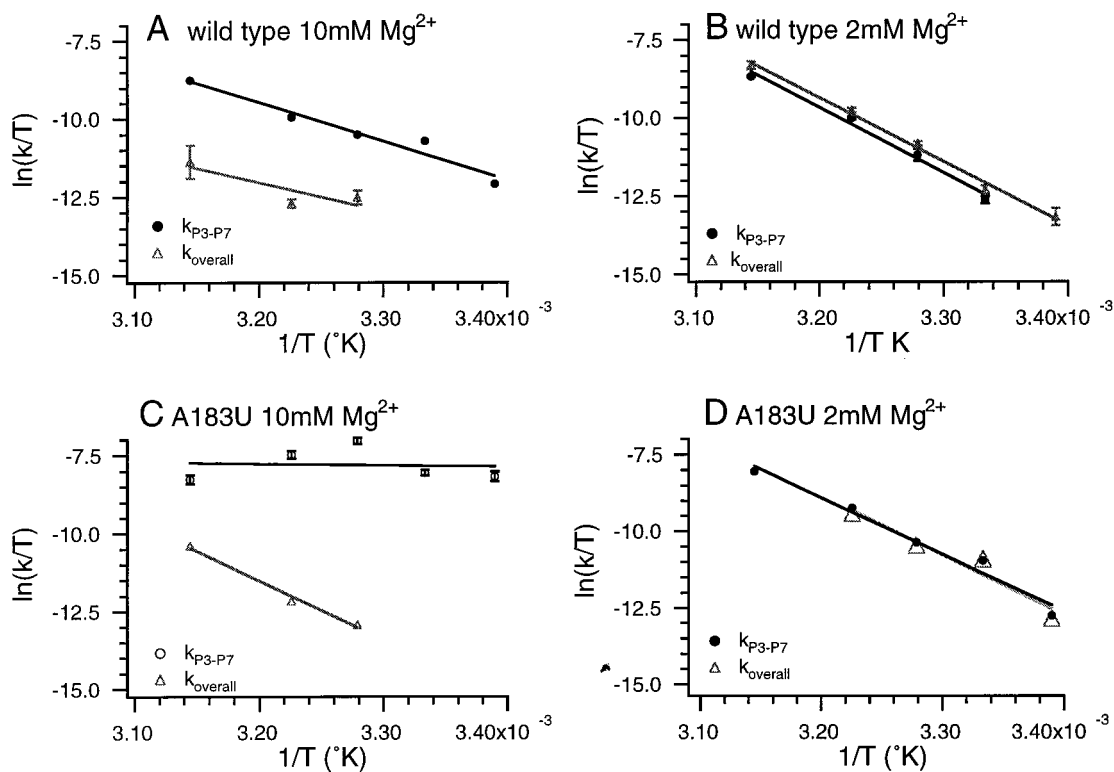 A wild type 10mM Mg2+
-7.5
-10.0
-12.5
-15.0
ln(k/T)
kP3-P7
koverall
3.10
3.20
3.30
3.40x10 -3
1/T (°K)
B wild type 2mM Mg2+
-7.5
-10.0
-12.5
-15.0
ln(k/T)
kP3-P7
koverall
3.10
3.20
3.30
3.40x10 -3
1/T K
C A183U 10mM Mg2+
-7.5
-10.0
-12.5
-15.0
ln(k/T)
kP3-P7
koverall
3.10
3.20
3.30
3.40x10 -3
1/T (°K)
D A183U 2mM Mg2+
-7.5
-10.0
-12.5
-15.0
ln(k/T)
kP3-P7
koverall
3.10
3.20
3.30
3.40x10 -3
1/T (°K)